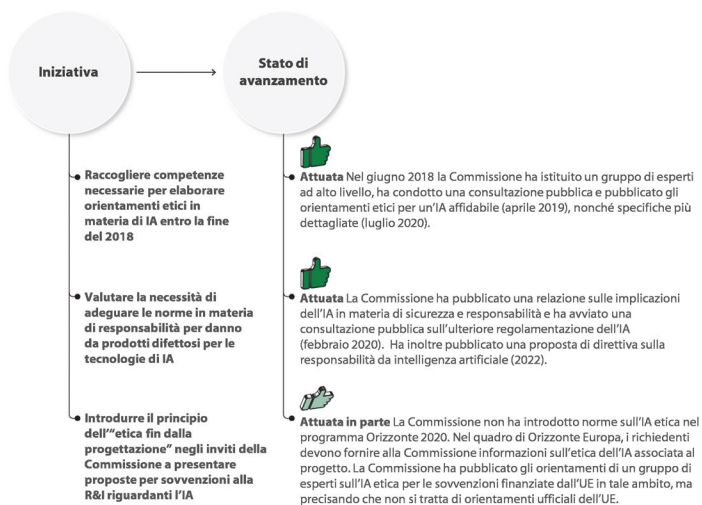 Iniziativa
Stato di
avanzamento
Raccogliere competenze
necessarie per elaborare
orientamenti etici in
materia di IA entro la fine
del 2018
Attuata Nel giugno 2018 la Commissione ha istituito un gruppo di esperti
ad alto livello, ha condotto una consultazione pubblica e pubblicato gli
orientamenti etici per un'IA affidabile (aprile 2019), nonché specifiche più
dettagliate (luglio 2020).
Valutare la necessità di
adeguare le norme in materia
di responsabilità per danno
da prodotti difettosi per le
tecnologie di IA
Attuata La Commissione ha pubblicato una relazione sulle implicazioni
dell'IA in materia di sicurezza e responsabilità e ha avviato una
consultazione pubblica sull'ulteriore regolamentazione dell'IA
(febbraio 2020). Ha inoltre pubblicato una proposta di direttiva sulla
responsabilità da intelligenza artificiale (2022).
Introdurre il principio
dell'"etica fin dalla
progettazione" negli inviti della
Commissione a presentare
proposte per sovvenzioni alla
R&I riguardanti l'IA
Attuata in parte La Commissione non ha introdotto norme sull'IA etica nel
programma Orizzonte 2020. Nel quadro di Orizzonte Europa, i richiedenti
devono fornire alla Commissione informazioni sull'etica dell'IA associata al
progetto. La Commissione ha pubblicato gli orientamenti di un gruppo di
esperti sull'IA etica per le sovvenzioni finanziate dall'UE in tale ambito, ma
precisando che non si tratta di orientamenti ufficiali dell'UE.